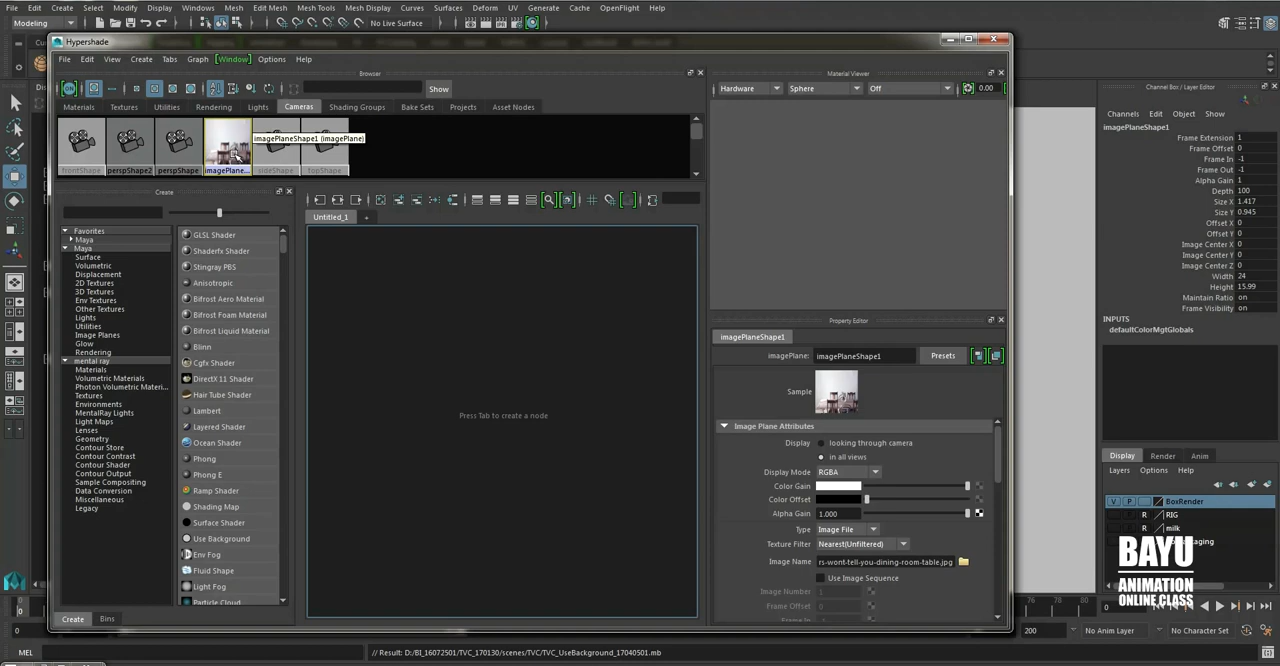 File Edit Create Select Modify Display Windows Mesh Edit Mesh Mesh Tools Mesh Display Curves Surfaces Deform UV Generate Cache OpenFlight Help
Modeling No Live Surface
Hypershade
File Edit View Create Tabs Graph [Window] Options Help
Browser
Material Viewer
Show
Hardware Sphere Off 0.00
Materials Textures Utilities Rendering Lights Cameras Shading Groups Bake Sets Projects Asset Nodes
imagePlaneShape1 (imagePlane)
frontShape perspShape2 perspShape imagePlane... sideShape topShape
Create
Untitled_1 +
Favorites
Maya
Maya
Surface
Volumetric
Displacement
2D Textures
3D Textures
Env Textures
Other Textures
Lights
Utilities
Image Planes
Glow
Rendering
mental ray
Materials
Volumetric Materials
Photon Volumetric Mater...
Textures
Environments
MentalRay Lights
Light Maps
Lenses
Geometry
Contour Store
Contour Contrast
Contour Shader
Contour Output
Sample Compositing
Data Conversion
Miscellaneous
Legacy
GLSL Shader
Shaderfx Shader
Stingray PBS
Anisotropic
Bifrost Aero Material
Bifrost Foam Material
Bifrost Liquid Material
Blinn
Cgfx Shader
DirectX 11 Shader
Hair Tube Shader
Lambert
Layered Shader
Ocean Shader
Phong
Phong E
Ramp Shader
Shading Map
Surface Shader
Use Background
Env Fog
Fluid Shape
Light Fog
Particle Cloud
Create Bins
Press Tab to create a node
Property Editor
imagePlaneShape1
imagePlane: imagePlaneShape1 Presets
Sample
Image Plane Attributes
Display looking through camera
in all views
Display Mode RGBA
Color Gain
Color Offset
Alpha Gain 1.000
Type Image File
Texture Filter Nearest(Unfiltered)
Image Name rs-wont-tell-you-dining-room-table.jpg
Use Image Sequence
Image Number 1
Frame Offset 0
Channel Box / Layer Editor
Channels Edit Object Show
imagePlaneShape1
Frame Extension 1
Frame Offset 0
Frame In -1
Frame Out -1
Alpha Gain 1
Depth 100
Size X 1.417
Size Y 0.945
Offset X 0
Offset Y 0
Image Center X 0
Image Center Y 0
Image Center Z 0
Width 24
Height 15.99
Maintain Ratio on
Frame Visibility on
INPUTS
defaultColorMgtGlobals
Display Render Anim
Layers Options Help
V P BoxRender
R RIG
R milk
BAYU
ANIMATION
ONLINE CLASS
0 76 78 80 0
0 200 No Anim Layer No Character Set
MEL // Result: D:/BI_16072501/TVC_170130/scenes/TVC/TVC_UseBackground_17040501.mb